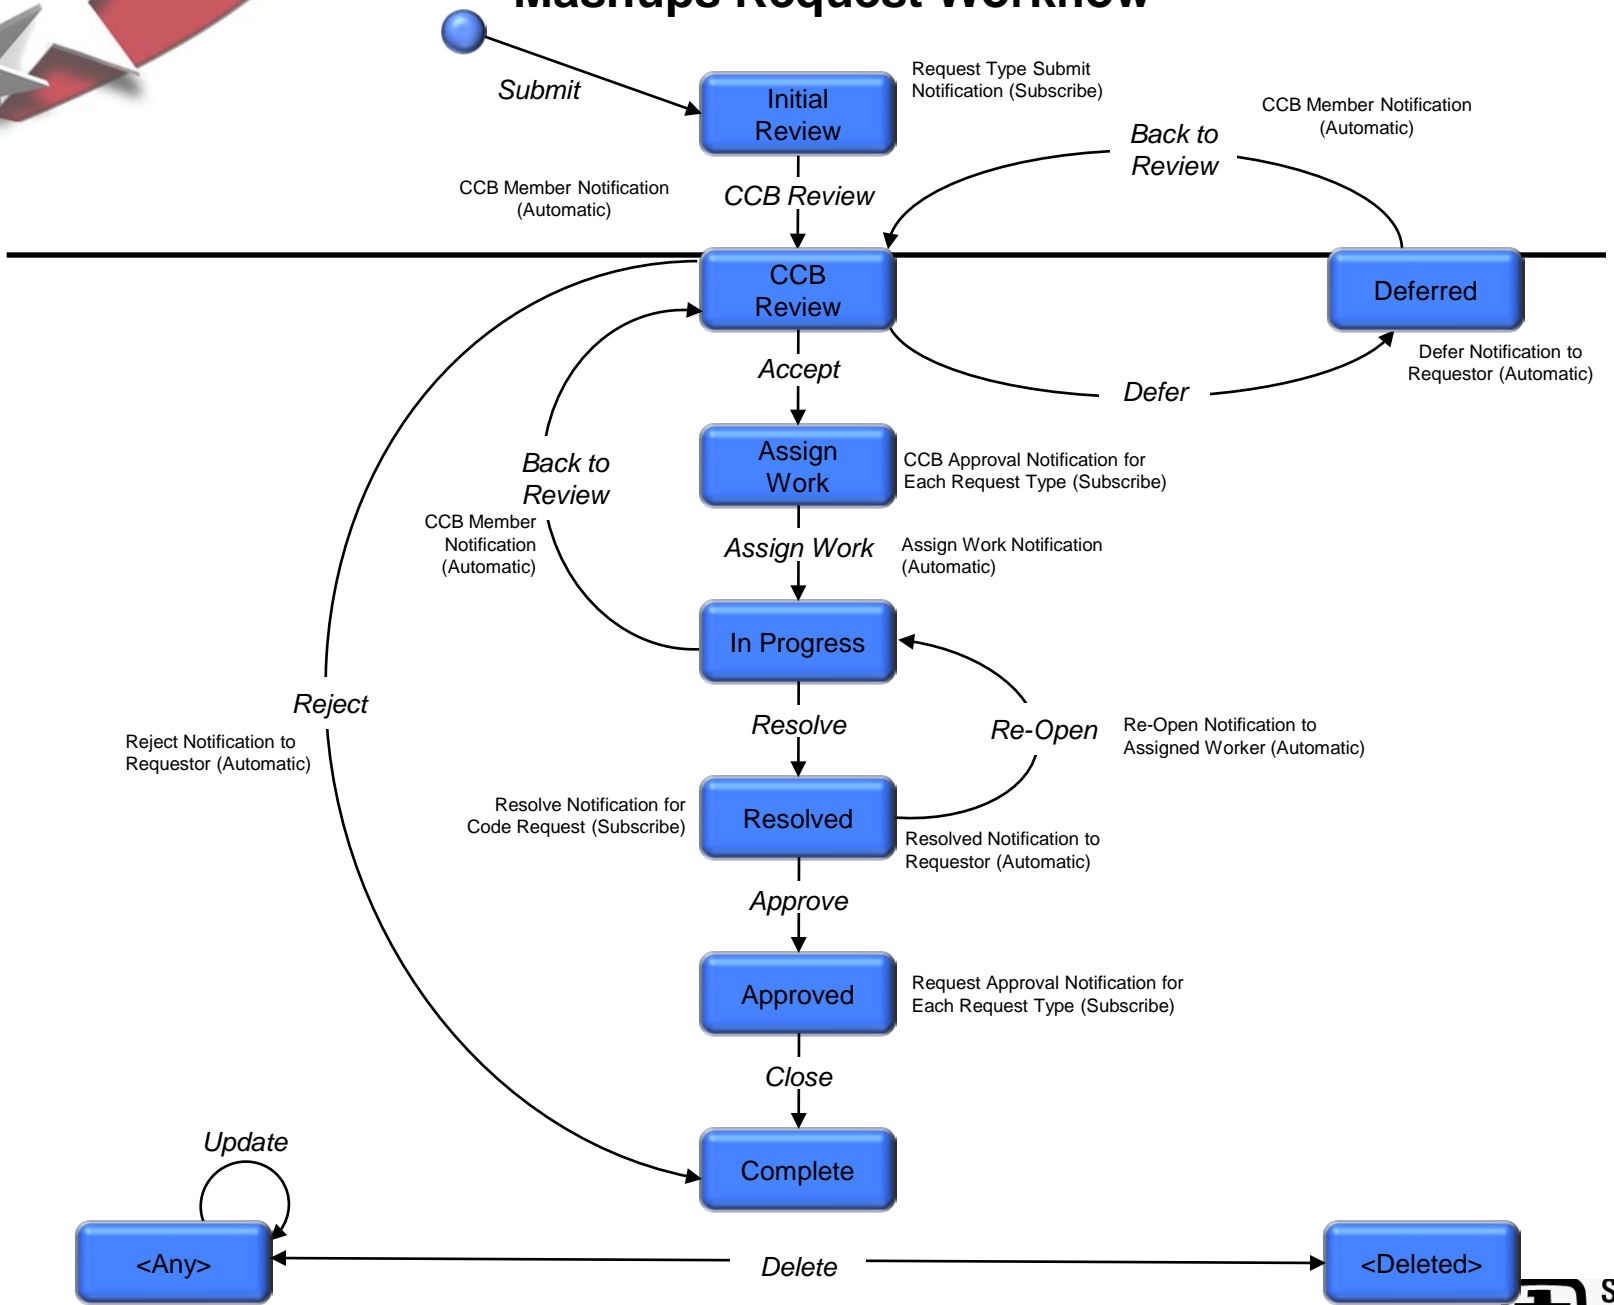 Mashups Request Workflow
Submit
Initial
Review
Request Type Submit
Notification (Subscribe)
CCB Member Notification
(Automatic)
Back to
Review
CCB Member Notification
(Automatic)
CCB Review
CCB
Review
Deferred
Defer Notification to
Requestor (Automatic)
Accept
Defer
Assign
Work
CCB Approval Notification for
Each Request Type (Subscribe)
Back to
Review
CCB Member
Notification
(Automatic)
Assign Work
Assign Work Notification
(Automatic)
In Progress
Reject
Reject Notification to
Requestor (Automatic)
Resolve
Re-Open
Re-Open Notification to
Assigned Worker (Automatic)
Resolve Notification for
Code Request (Subscribe)
Resolved
Resolved Notification to
Requestor (Automatic)
Approve
Approved
Request Approval Notification for
Each Request Type (Subscribe)
Close
Complete
Update
<Any>
Delete
<Deleted>